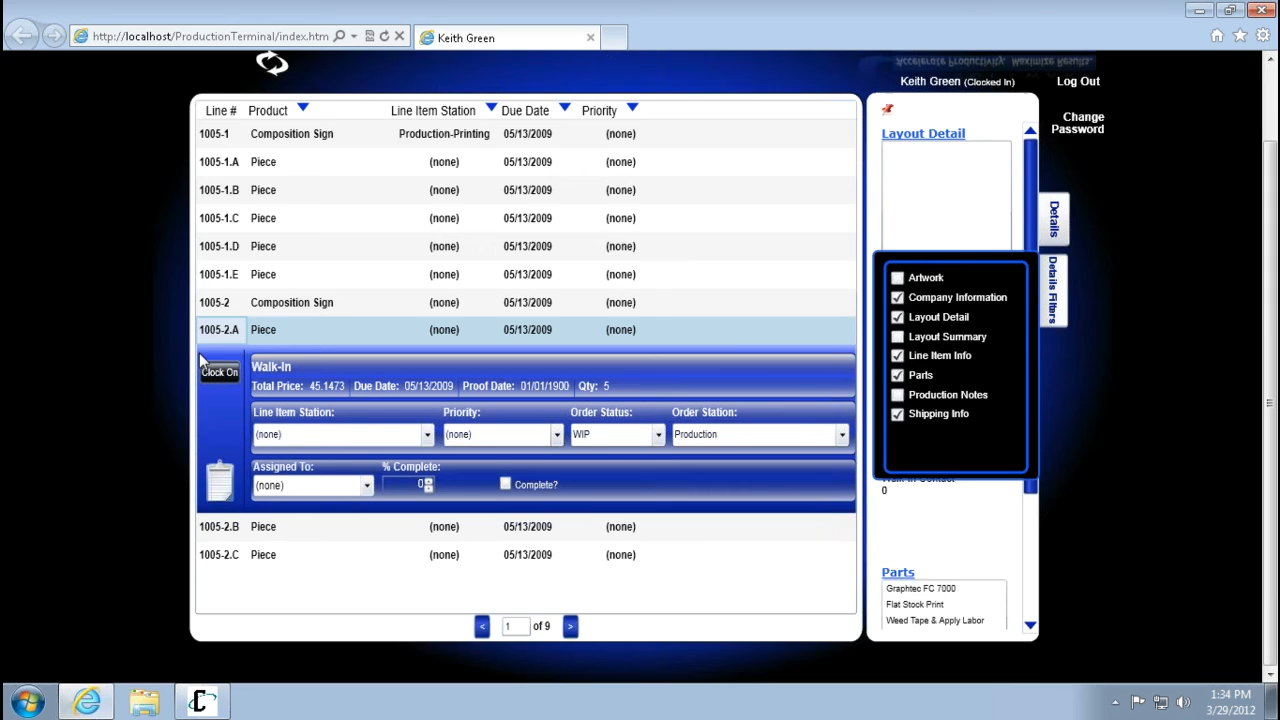 http://localhost/ProductionTerminal/index.htm
Keith Green
Accelerate Productivity. Maximize Results.
Keith Green (Clocked In)
Log Out
Change
Password
Line # Product Line Item Station Due Date Priority
1005-1 Composition Sign Production-Printing 05/13/2009 (none)
1005-1.A Piece (none) 05/13/2009 (none)
1005-1.B Piece (none) 05/13/2009 (none)
1005-1.C Piece (none) 05/13/2009 (none)
1005-1.D Piece (none) 05/13/2009 (none)
1005-1.E Piece (none) 05/13/2009 (none)
1005-2 Composition Sign (none) 05/13/2009 (none)
1005-2.A Piece (none) 05/13/2009 (none)
Clock On
Walk-In
Total Price: 45.1473 Due Date: 05/13/2009 Proof Date: 01/01/1900 Qty: 5
Line Item Station: Priority: Order Status: Order Station:
(none) (none) WIP Production
Assigned To: % Complete:
(none) 0 Complete?
1005-2.B Piece (none) 05/13/2009 (none)
1005-2.C Piece (none) 05/13/2009 (none)
< 1 of 9 >
Layout Detail
Details
Details Filters
Artwork
Company Information
Layout Detail
Layout Summary
Line Item Info
Parts
Production Notes
Shipping Info
0
Parts
Graphtec FC 7000
Flat Stock Print
Weed Tape & Apply Labor
1:34 PM
3/29/2012